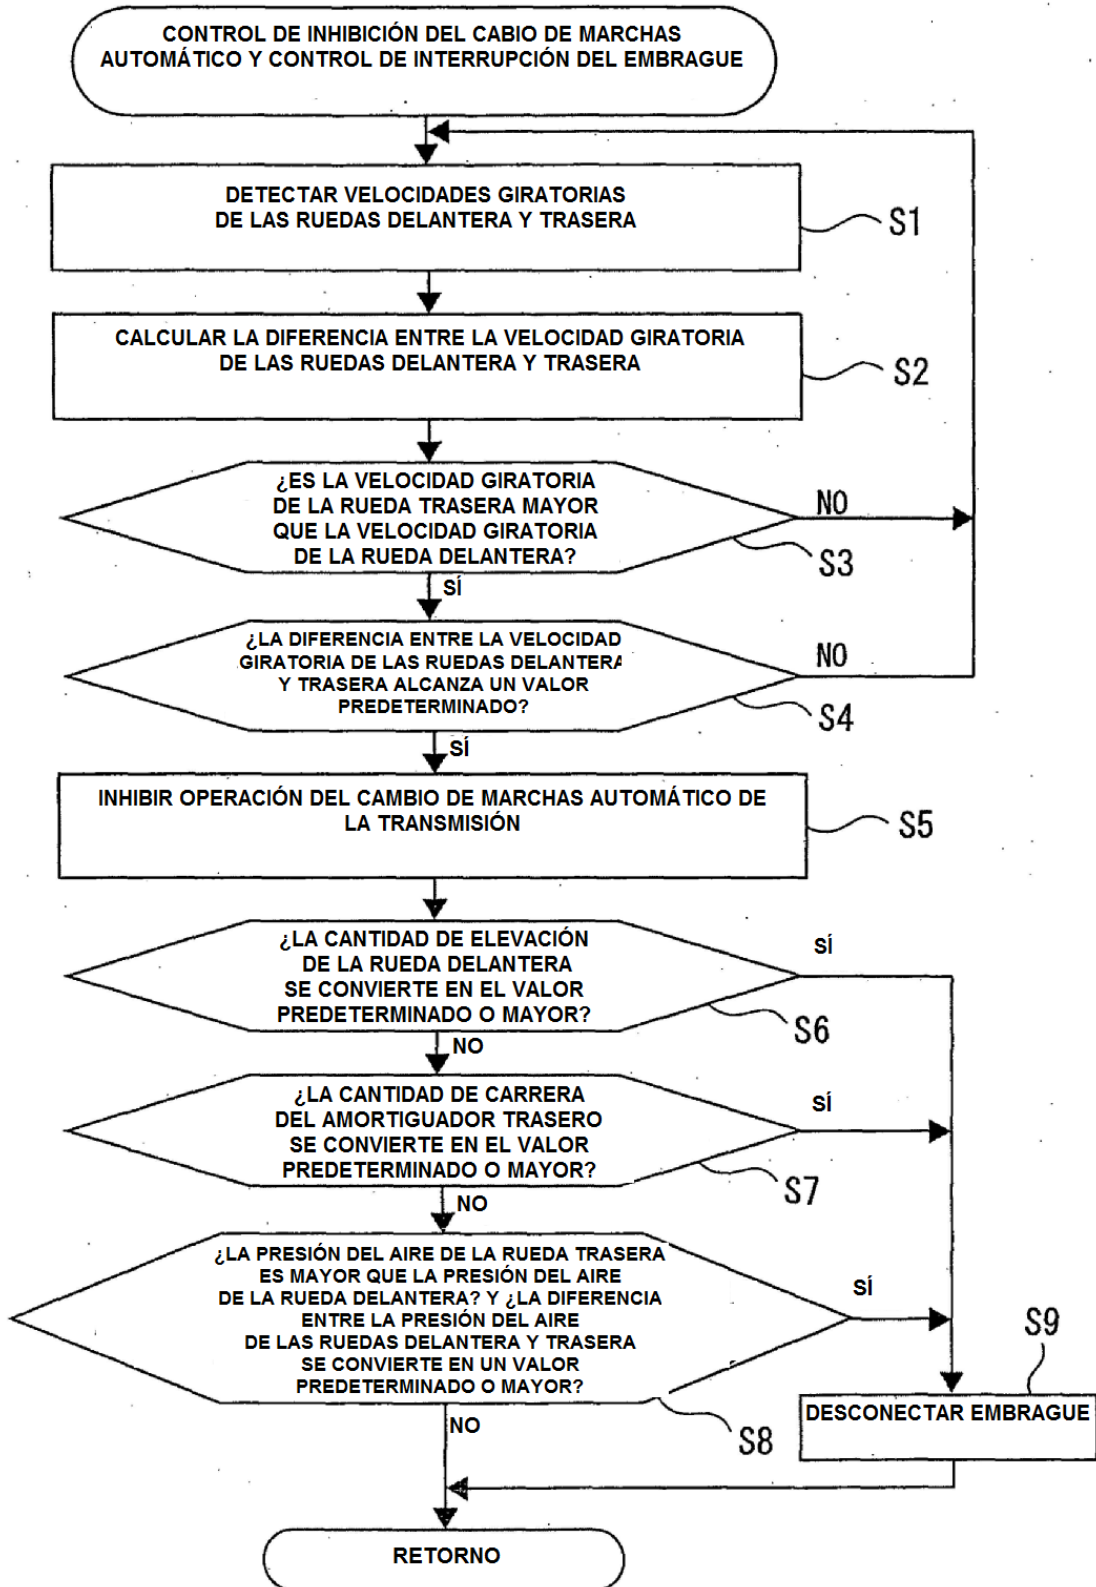 CONTROL DE INHIBICIÓN DEL CABIO DE MARCHAS
AUTOMÁTICO Y CONTROL DE INTERRUPCIÓN DEL EMBRAGUE
DETECTAR VELOCIDADES GIRATORIAS
DE LAS RUEDAS DELANTERA Y TRASERA
S1
CALCULAR LA DIFERENCIA ENTRE LA VELOCIDAD GIRATORIA
DE LAS RUEDAS DELANTERA Y TRASERA
S2
¿ES LA VELOCIDAD GIRATORIA
DE LA RUEDA TRASERA MAYOR
QUE LA VELOCIDAD GIRATORIA
DE LA RUEDA DELANTERA?
NO
S3
SÍ
¿LA DIFERENCIA ENTRE LA VELOCIDAD
GIRATORIA DE LAS RUEDAS DELANTERA
Y TRASERA ALCANZA UN VALOR
PREDETERMINADO?
NO
S4
SÍ
INHIBIR OPERACIÓN DEL CAMBIO DE MARCHAS AUTOMÁTICO DE
LA TRANSMISIÓN
S5
¿LA CANTIDAD DE ELEVACIÓN
DE LA RUEDA DELANTERA
SE CONVIERTE EN EL VALOR
PREDETERMINADO O MAYOR?
SÍ
S6
NO
¿LA CANTIDAD DE CARRERA
DEL AMORTIGUADOR TRASERO
SE CONVIERTE EN EL VALOR
PREDETERMINADO O MAYOR?
SÍ
S7
NO
¿LA PRESIÓN DEL AIRE DE LA RUEDA TRASERA
ES MAYOR QUE LA PRESIÓN DEL AIRE
DE LA RUEDA DELANTERA? Y ¿LA DIFERENCIA
ENTRE LA PRESIÓN DEL AIRE
DE LAS RUEDAS DELANTERA Y TRASERA
SE CONVIERTE EN UN VALOR
PREDETERMINADO O MAYOR?
SÍ
S8
NO
S9
DESCONECTAR EMBRAGUE
RETORNO